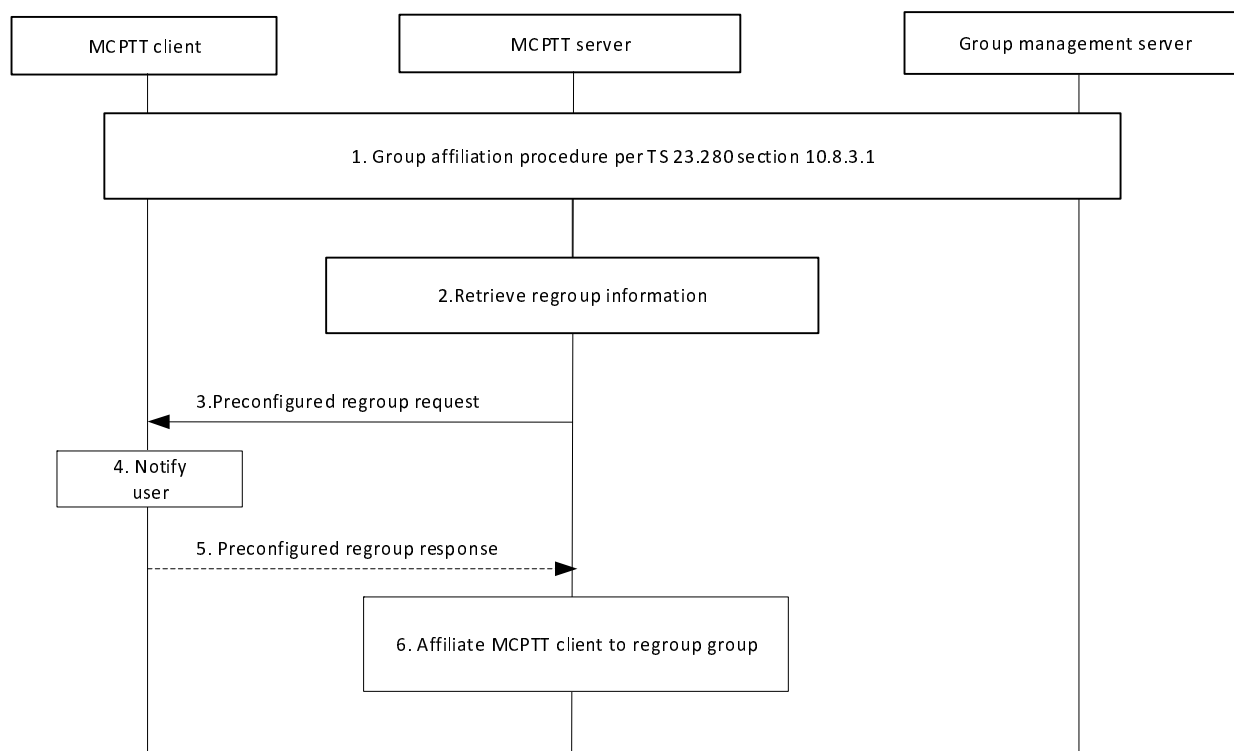 MCPTT client
MCPTT server
Group management server
1. Group affiliation procedure per TS 23.280 section 10.8.3.1
2.Retrieve regroup information
3.Preconfigured regroup request
4. Notify
user
5. Preconfigured regroup response
6. Affiliate MCPTT client to regroup group